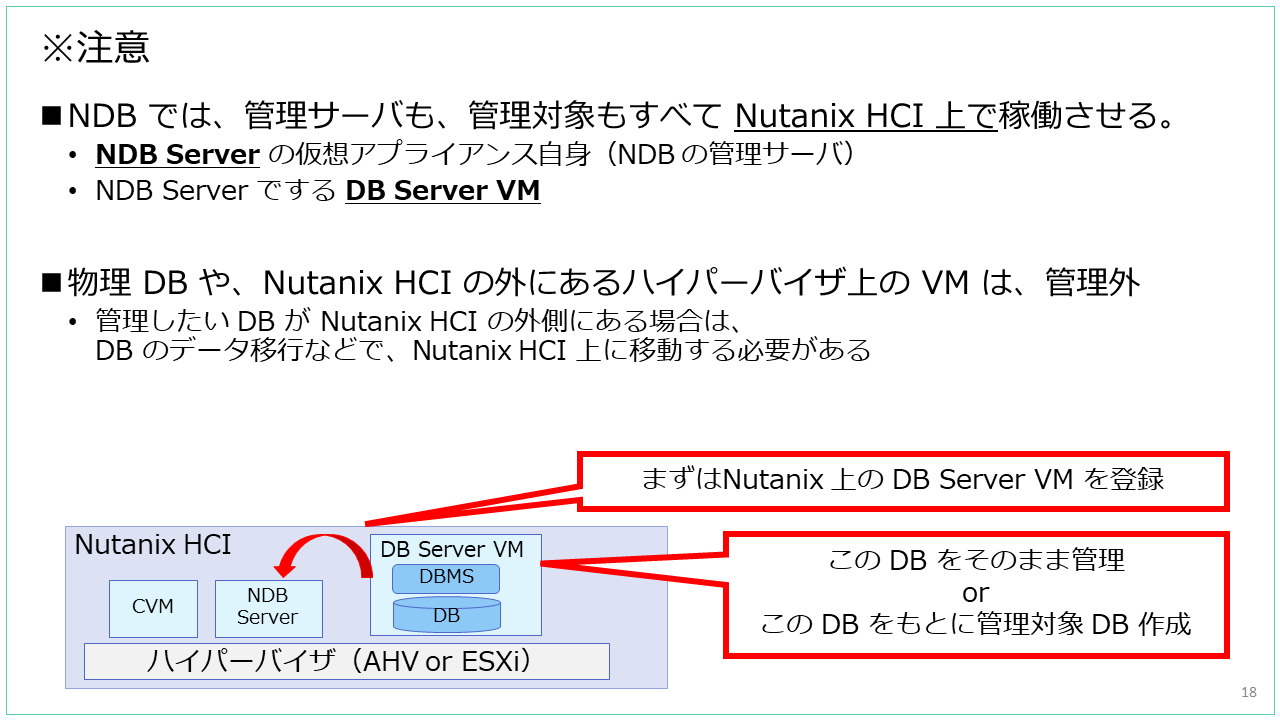 ※注意
■NDB では、管理サーバも、管理対象もすべて Nutanix HCI 上で稼働させる。
• NDB Server の仮想アプライアンス自身（NDB の管理サーバ）
• NDB Server でする DB Server VM
■物理 DB や、Nutanix HCI の外にあるハイパーバイザ上の VM は、管理外
• 管理したい DB が Nutanix HCI の外側にある場合は、
DB のデータ移行などで、Nutanix HCI 上に移動する必要がある
まずはNutanix 上の DB Server VM を登録
Nutanix HCI
DB Server VM
DBMS
DB
CVM
NDB
Server
ハイパーバイザ（AHV or ESXi）
この DB をそのまま管理
or
この DB をもとに管理対象 DB 作成
18